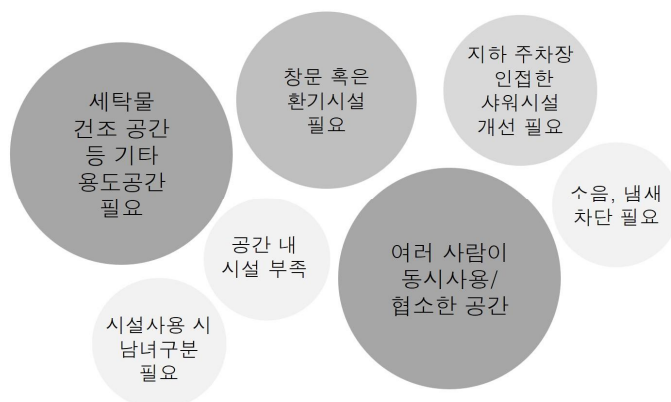 세탁물
건조 공간
등 기타
용도공간
필요
창문 혹은
환기시설
필요
지하 주차장
인접한
샤워시설
개선 필요
소음, 냄새
차단 필요
공간 내
시설 부족
여러 사람이
동시사용/
협소한 공간
시설사용 시
남녀구분
필요